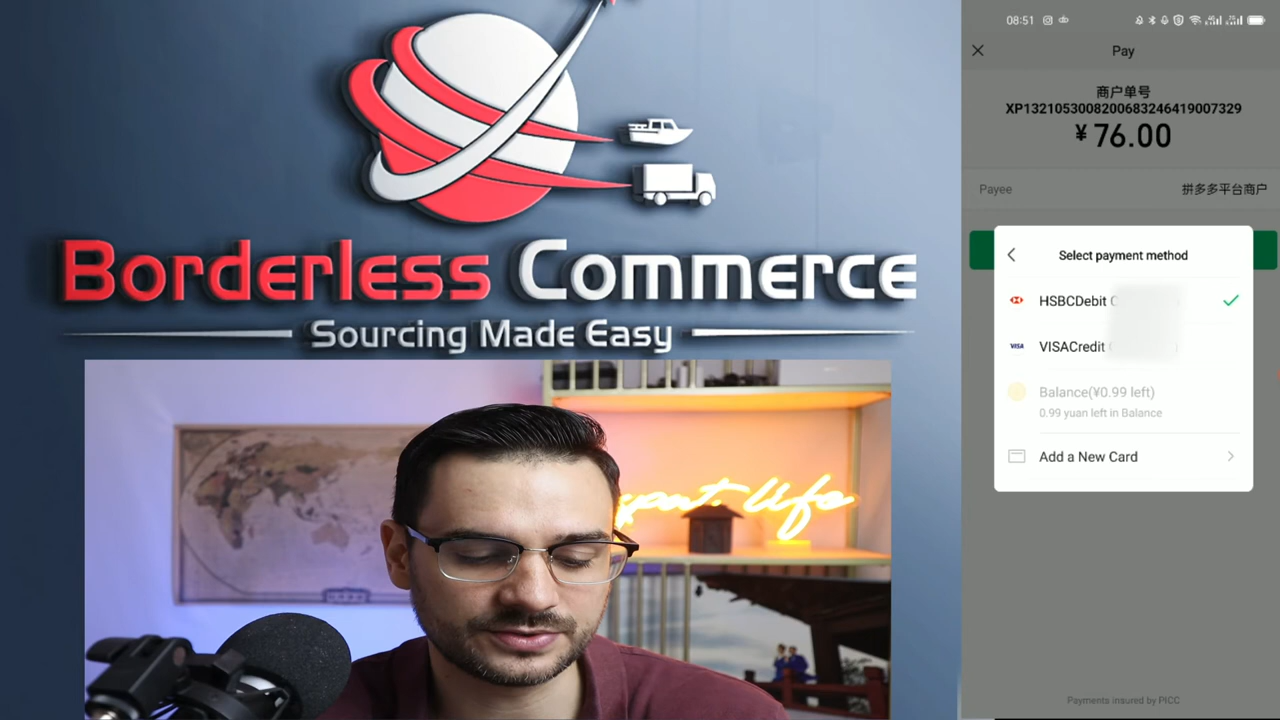 Borderless Commerce
Sourcing Made Easy
life
08:51
Pay
商户单号
XP1321053008200683246419007329
¥76.00
Payee
拼多多平台商户
Select payment method
HSBCDebit
VISA
VISACredit
Balance(¥0.99 left)
0.99 yuan left in Balance
Add a New Card
Payments insured by PICC